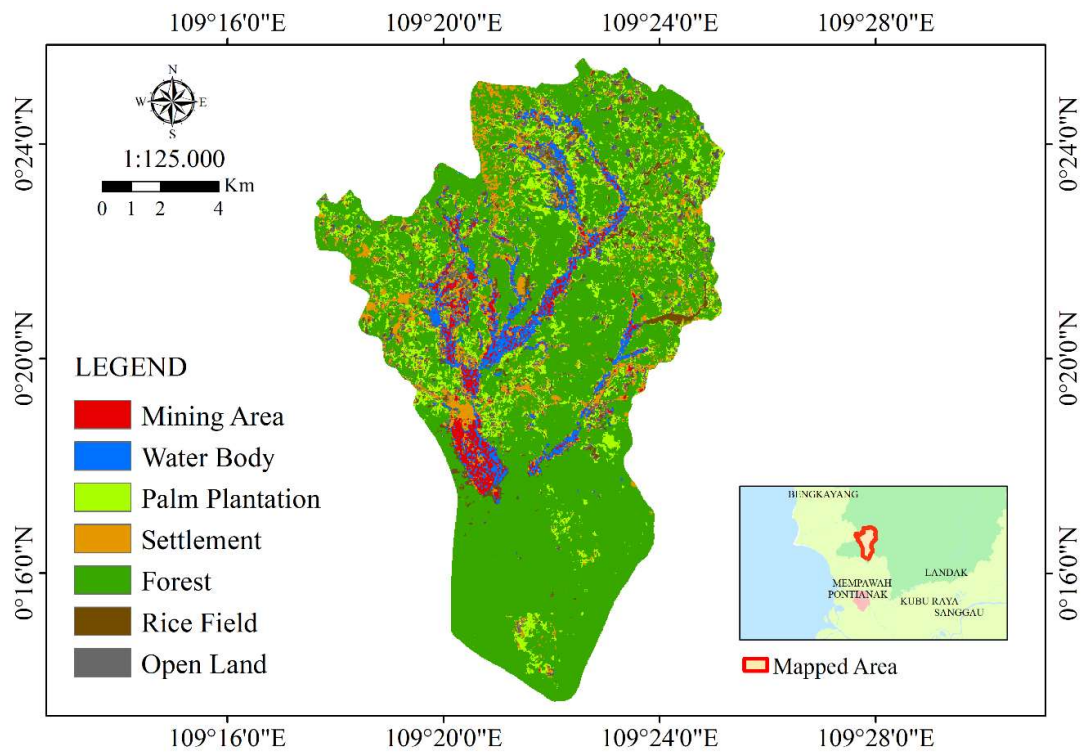 109°16'0"E 109°20'0"E 109°24'0"E 109°28'0"E
0°24'0"N
0°20'0"N
0°16'0"N
N
W E
S
1:125.000
Km
0 1 2 4
LEGEND
Mining Area
Water Body
Palm Plantation
Settlement
Forest
Rice Field
Open Land
0°24'0"N
0°20'0"N
0°16'0"N
BENGKAYANG
LANDAK
MEMPAWAH
PONTIANAK
KUBU RAYA
SANGGAU
Mapped Area
109°16'0"E 109°20'0"E 109°24'0"E 109°28'0"E